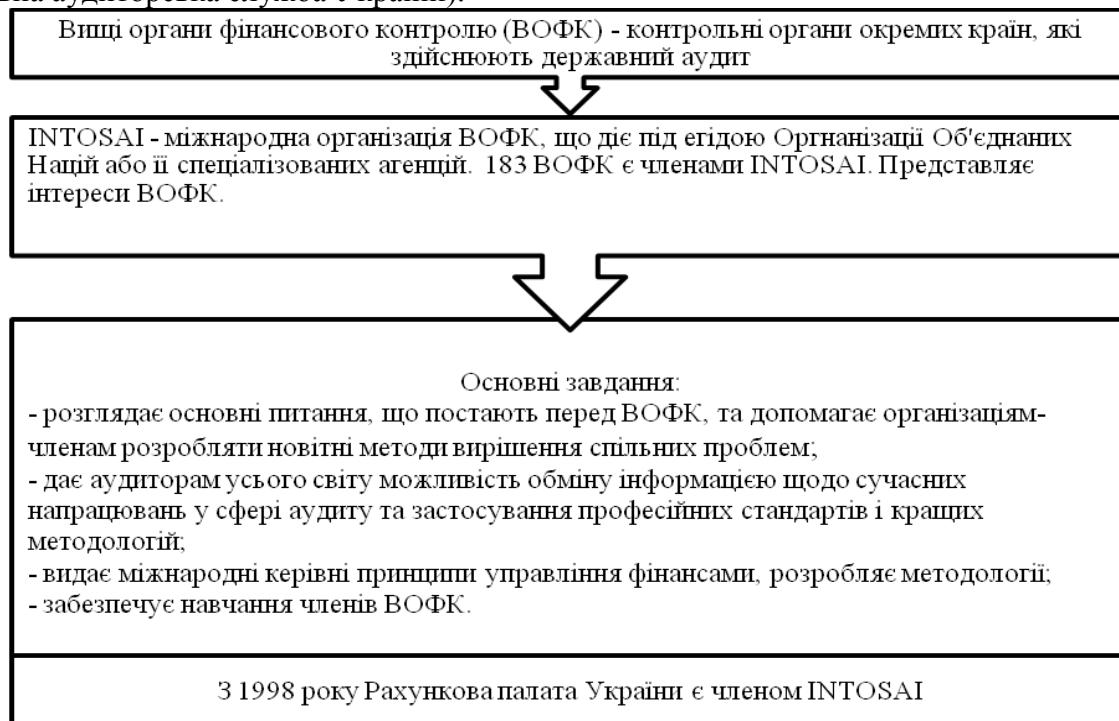 аудиторська служба
Вищі органи фінансового контролю (ВОФК) - контрольні органи окремих країн, які
здійснюють державний аудит
INTOSAI - міжнародна організація ВОФК, що діє під егідою Оргнанізації Об'єднаних
Націй або її спеціалізованих агенцій. 183 ВОФК є членами INTOSAI. Представляє
інтереси ВОФК.
Основні завдання:
- розглядає основні питання, що постають перед ВОФК, та допомагає організаціям-
членам розробляти новітні методи вирішення спільних проблем;
- дає аудиторам усього світу можливість обміну інформацією щодо сучасних
напрацювань у сфері аудиту та застосування професійних стандартів і кращих
методологій;
- видає міжнародні керівні принципи управління фінансами, розробляє методології;
- забезпечує навчання членів ВОФК.
З 1998 року Рахункова палата України є членом INTOSAI